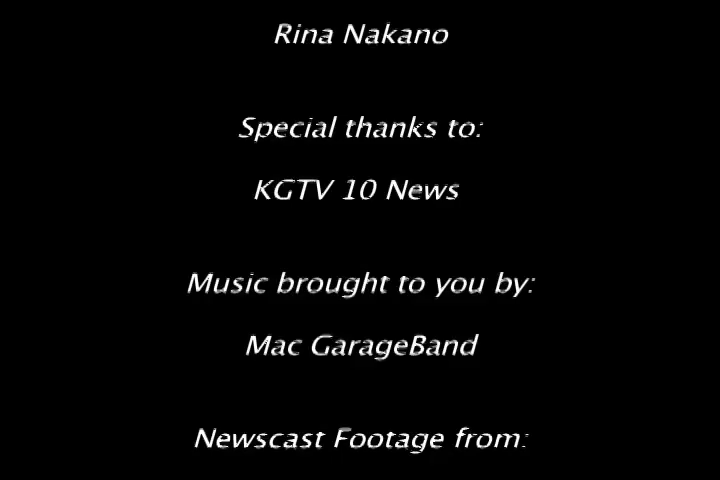 Rina Nakano
Special thanks to:
KGTV 10 News
Music brought to you by:
Mac GarageBand
Newscast Footage from: